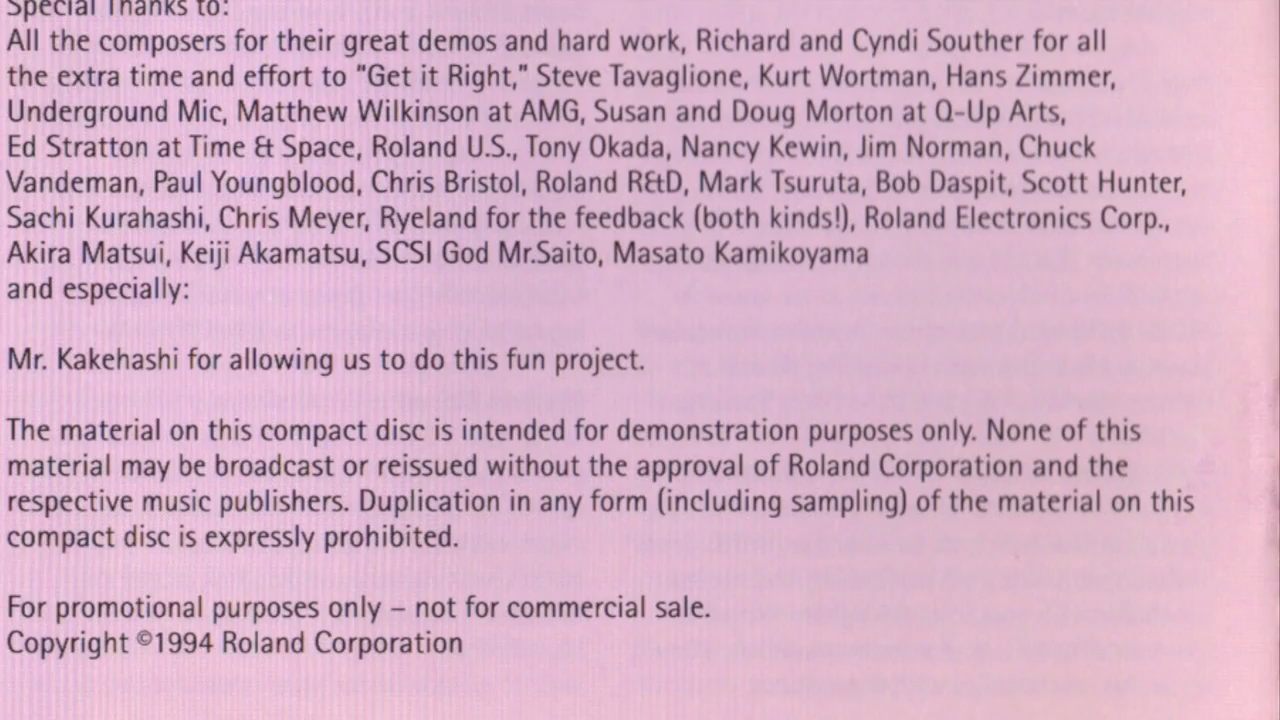 Special Thanks to:
All the composers for their great demos and hard work, Richard and Cyndi Souther for all
the extra time and effort to "Get it Right," Steve Tavaglione, Kurt Wortman, Hans Zimmer,
Underground Mic, Matthew Wilkinson at AMG, Susan and Doug Morton at Q-Up Arts,
Ed Stratton at Time & Space, Roland U.S., Tony Okada, Nancy Kewin, Jim Norman, Chuck
Vandeman, Paul Youngblood, Chris Bristol, Roland R&D, Mark Tsuruta, Bob Daspit, Scott Hunter,
Sachi Kurahashi, Chris Meyer, Ryeland for the feedback (both kinds!), Roland Electronics Corp.,
Akira Matsui, Keiji Akamatsu, SCSI God Mr.Saito, Masato Kamikoyama
and especially:
Mr. Kakehashi for allowing us to do this fun project.
The material on this compact disc is intended for demonstration purposes only. None of this
material may be broadcast or reissued without the approval of Roland Corporation and the
respective music publishers. Duplication in any form (including sampling) of the material on this
compact disc is expressly prohibited.
For promotional purposes only – not for commercial sale.
Copyright ©1994 Roland Corporation